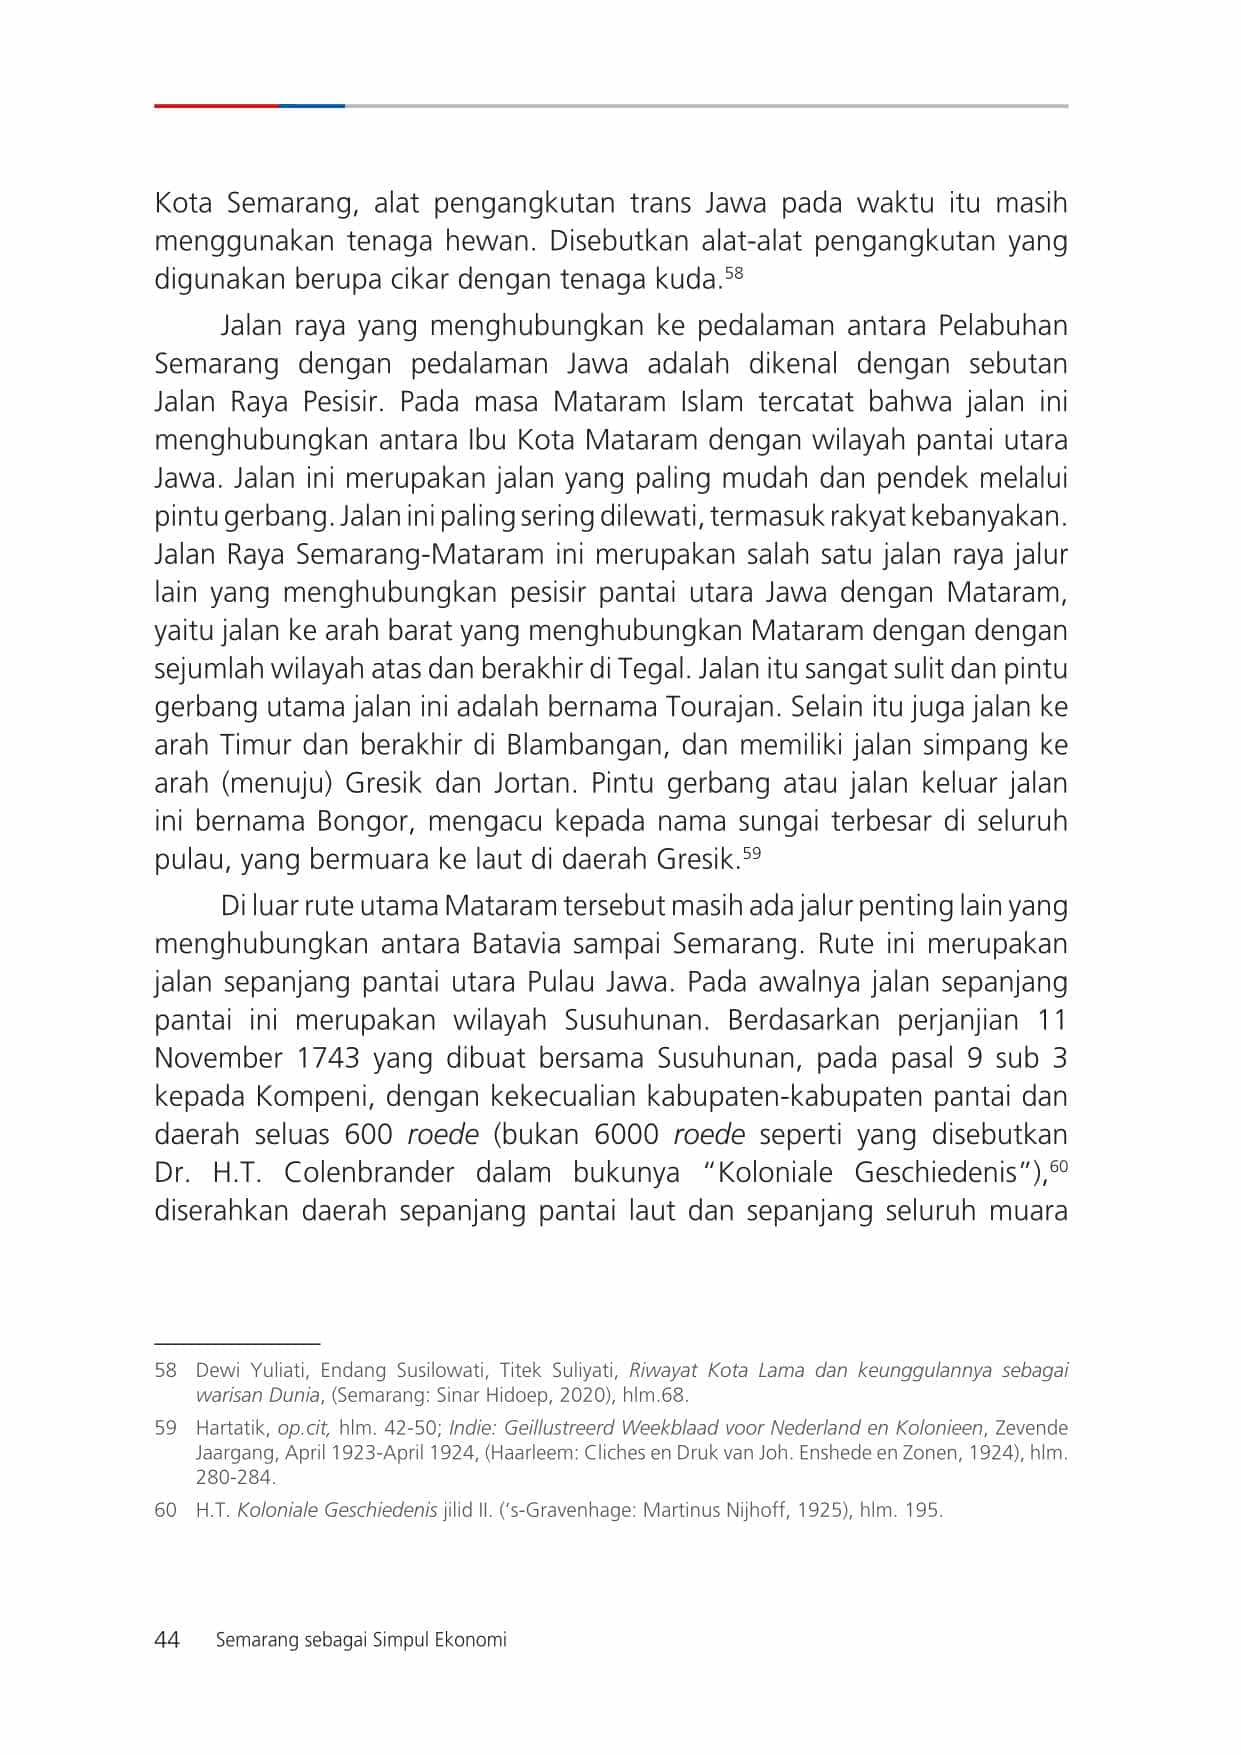 Kota Semarang, alat pengangkutan trans Jawa pada waktu itu masih
menggunakan tenaga hewan. Disebutkan alat-alat pengangkutan yang
digunakan berupa cikar dengan tenaga kuda.58
Jalan raya yang menghubungkan ke pedalaman antara Pelabuhan
Semarang dengan pedalaman Jawa adalah dikenal dengan sebutan
Jalan Raya Pesisir. Pada masa Mataram Islam tercatat bahwa jalan ini
menghubungkan antara Ibu Kota Mataram dengan wilayah pantai utara
Jawa. Jalan ini merupakan jalan yang paling mudah dan pendek melalui
pintu gerbang. Jalan ini paling sering dilewati, termasuk rakyat kebanyakan.
Jalan Raya Semarang-Mataram ini merupakan salah satu jalan raya jalur
lain yang menghubungkan pesisir pantai utara Jawa dengan Mataram,
yaitu jalan ke arah barat yang menghubungkan Mataram dengan dengan
sejumlah wilayah atas dan berakhir di Tegal. Jalan itu sangat sulit dan pintu
gerbang utama jalan ini adalah bernama Tourajan. Selain itu juga jalan ke
arah Timur dan berakhir di Blambangan, dan memiliki jalan simpang ke
arah (menuju) Gresik dan Jortan. Pintu gerbang atau jalan keluar jalan
ini bernama Bongor, mengacu kepada nama sungai terbesar di seluruh
pulau, yang bermuara ke laut di daerah Gresik.59
Di luar rute utama Mataram tersebut masih ada jalur penting lain yang
menghubungkan antara Batavia sampai Semarang. Rute ini merupakan
jalan sepanjang pantai utara Pulau Jawa. Pada awalnya jalan sepanjang
pantai ini merupakan wilayah Susuhunan. Berdasarkan perjanjian 11
November 1743 yang dibuat bersama Susuhunan, pada pasal 9 sub 3
kepada Kompeni, dengan kekecualian kabupaten-kabupaten pantai dan
daerah seluas 600 roede (bukan 6000 roede seperti yang disebutkan
Dr. H.T. Colenbrander dalam bukunya “Koloniale Geschiedenis”),60
diserahkan daerah sepanjang pantai laut dan sepanjang seluruh muara
58 Dewi Yuliati, Endang Susilowati, Titek Suliyati, Riwayat Kota Lama dan keunggulannya sebagai
warisan Dunia, (Semarang: Sinar Hidoep, 2020), hlm.68.
59 Hartatik, op.cit, hlm. 42-50; Indie: Geillustreerd Weekblaad voor Nederland en Kolonieen, Zevende
Jaargang, April 1923-April 1924, (Haarleem: Cliches en Druk van Joh. Enshede en Zonen, 1924), hlm.
280-284.
60 H.T. Koloniale Geschiedenis jilid II. (‘s-Gravenhage: Martinus Nijhoff, 1925), hlm. 195.
44 Semarang sebagai Simpul Ekonomi